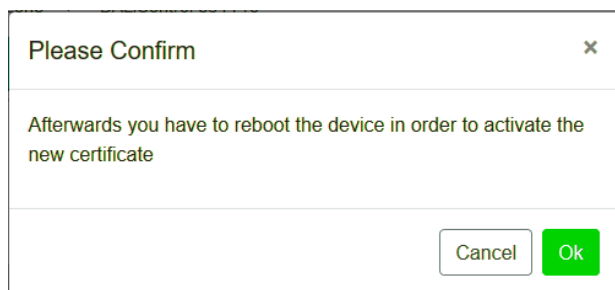 Please Confirm
×
Afterwards you have to reboot the device in order to activate the
new certificate
Cancel
Ok